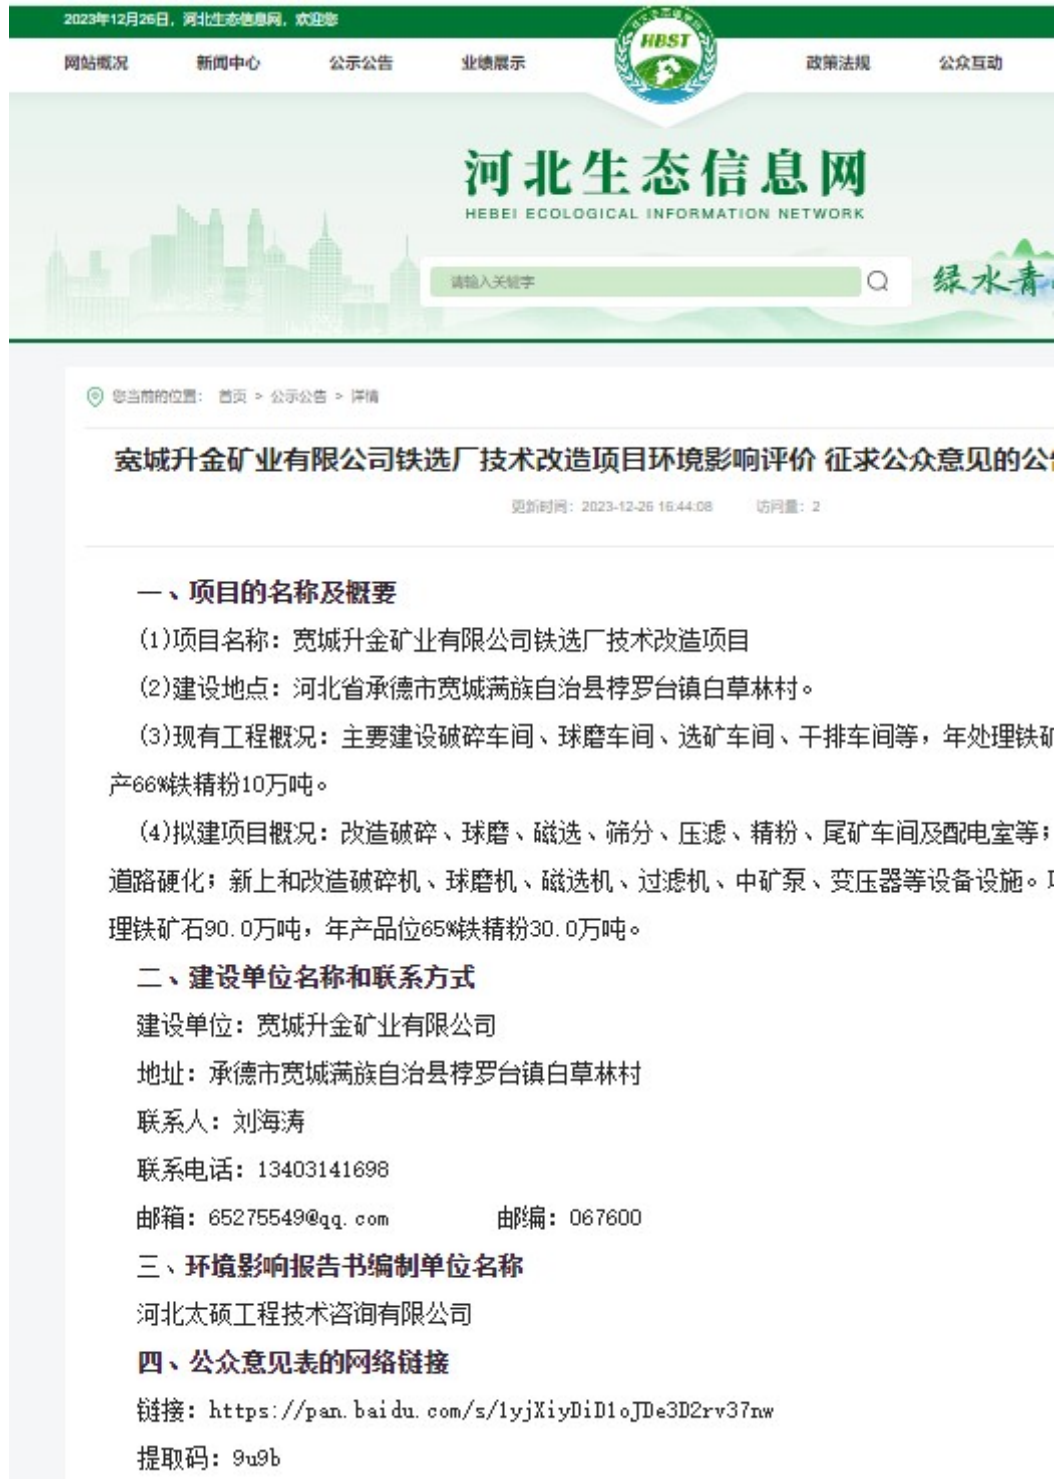 2023年12月26日，河北生态信息网，欢迎您
网站概况 新闻中心 公示公告 业绩展示 HBST 政策法规 公众互动
河北生态信息网
HEBEI ECOLOGICAL INFORMATION NETWORK
请输入关键字
绿水青
您当前的位置： 首页 > 公示公告 > 详情
宽城升金矿业有限公司铁选厂技术改造项目环境影响评价 征求公众意见的公
更新时间：2023-12-26 16:44:08 访问量：2
一、项目的名称及概要
(1)项目名称：宽城升金矿业有限公司铁选厂技术改造项目
(2)建设地点：河北省承德市宽城满族自治县桲罗台镇白草林村。
(3)现有工程概况：主要建设破碎车间、球磨车间、选矿车间、干排车间等，年处理铁矿
产66%铁精粉10万吨。
(4)拟建项目概况：改造破碎、球磨、磁选、筛分、压滤、精粉、尾矿车间及配电室等；
道路硬化；新上和改造破碎机、球磨机、磁选机、过滤机、中矿泵、变压器等设备设施。
理铁矿石90.0万吨，年产品位65%铁精粉30.0万吨。
二、建设单位名称和联系方式
建设单位：宽城升金矿业有限公司
地址：承德市宽城满族自治县桲罗台镇白草林村
联系人：刘海涛
联系电话：13403141698
邮箱：65275549@qq.com 邮编：067600
三、环境影响报告书编制单位名称
河北太硕工程技术咨询有限公司
四、公众意见表的网络链接
链接：https://pan.baidu.com/s/1yjXiyDiD1oJDe3D2rv37nw
提取码：9u9b